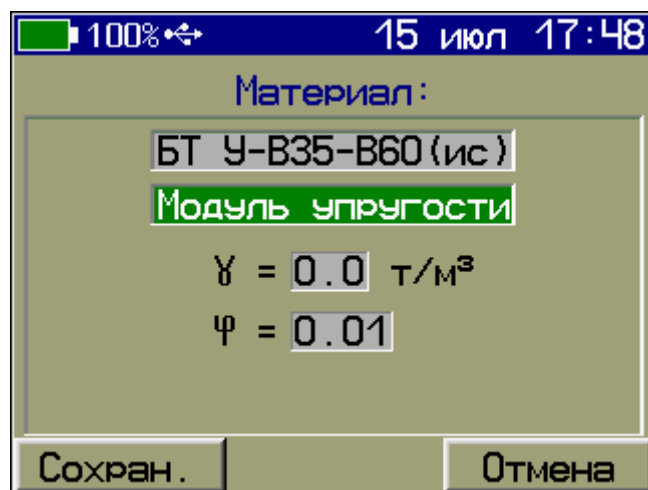 100% 15 июл 17:48
Материал:
БТ У-В35-В60(ис)
Модуль упругости
γ = 0.0 т/м³
φ = 0.01
Сохран. Отмена